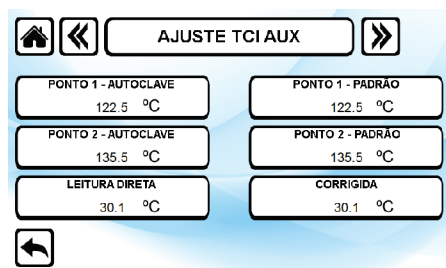 AJUSTE TCI AUX
PONTO 1 - AUTOCLAVE
122.5 ºC
PONTO 1 - PADRÃO
122.5 ºC
PONTO 2 - AUTOCLAVE
135.5 ºC
PONTO 2 - PADRÃO
135.5 ºC
LEITURA DIRETA
30.1 ºC
CORRIGIDA
30.1 ºC